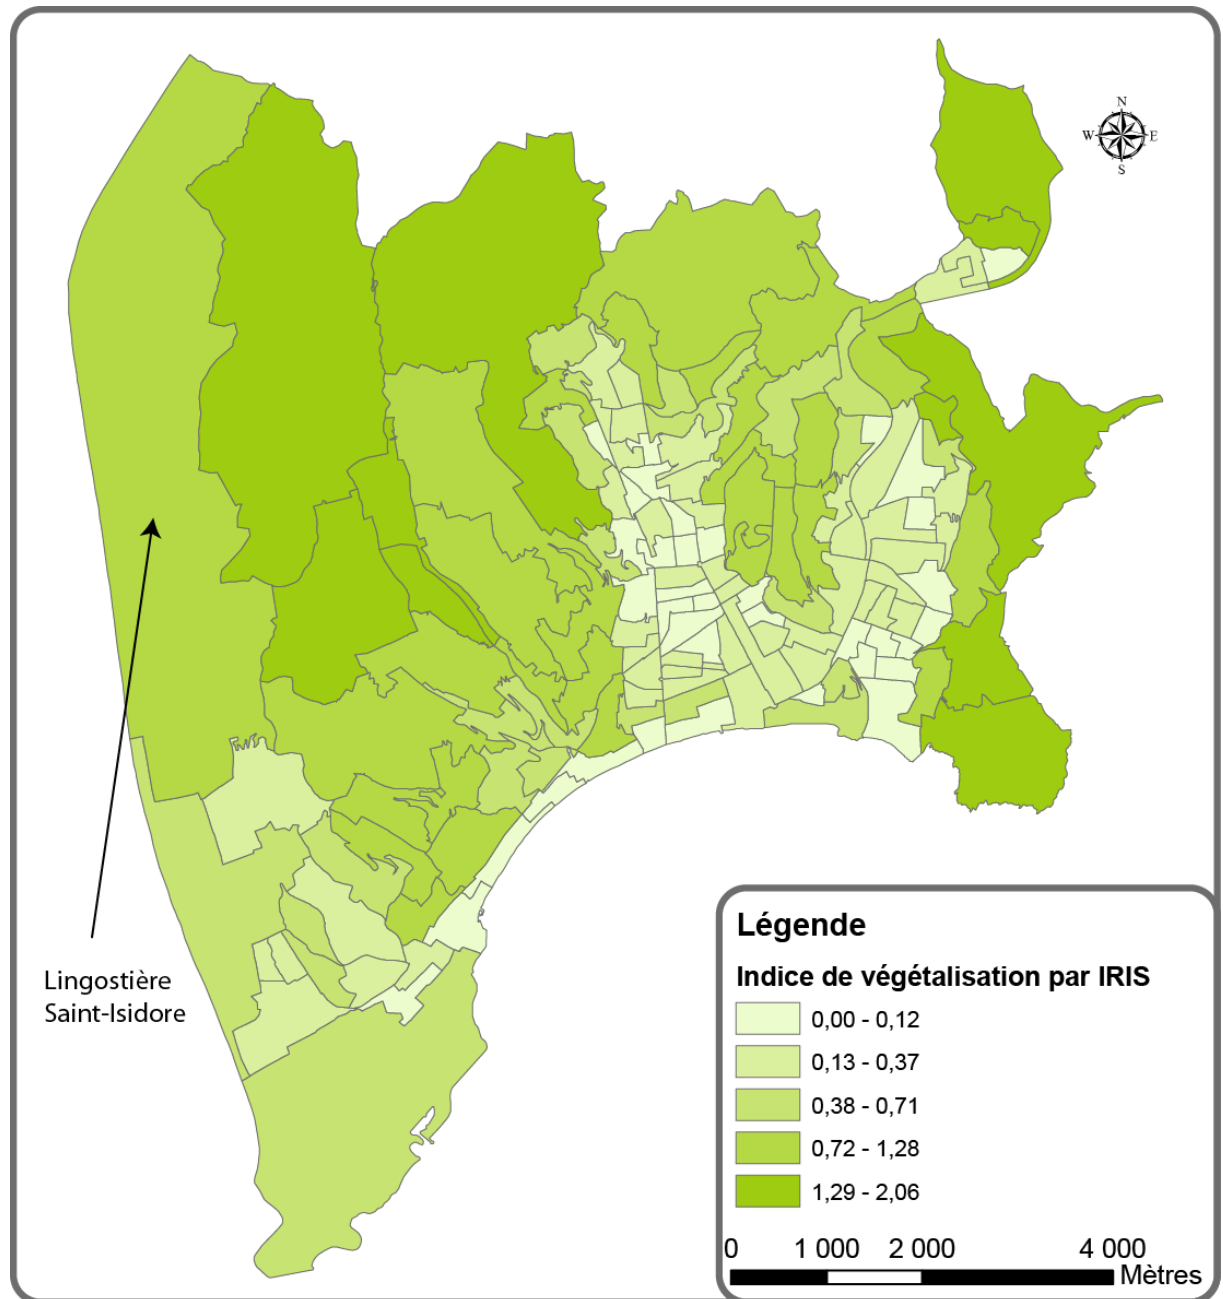 N
W E
S
Lingostière
Saint-Isidore
Légende
Indice de végétalisation par IRIS
0,00 - 0,12
0,13 - 0,37
0,38 - 0,71
0,72 - 1,28
1,29 - 2,06
0 1 000 2 000 4 000
Mètres